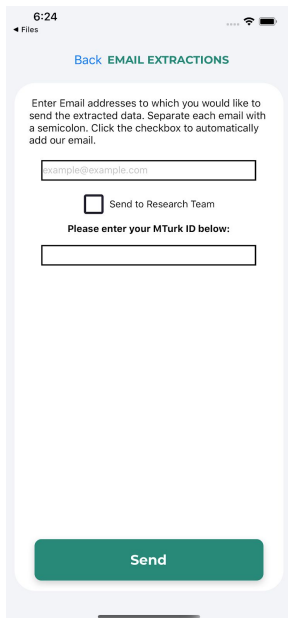 6:24
◀ Files
Back EMAIL EXTRACTIONS
Enter Email addresses to which you would like to
send the extracted data. Separate each email with
a semicolon. Click the checkbox to automatically
add our email.
example@example.com
Send to Research Team
Please enter your MTurk ID below:
Send